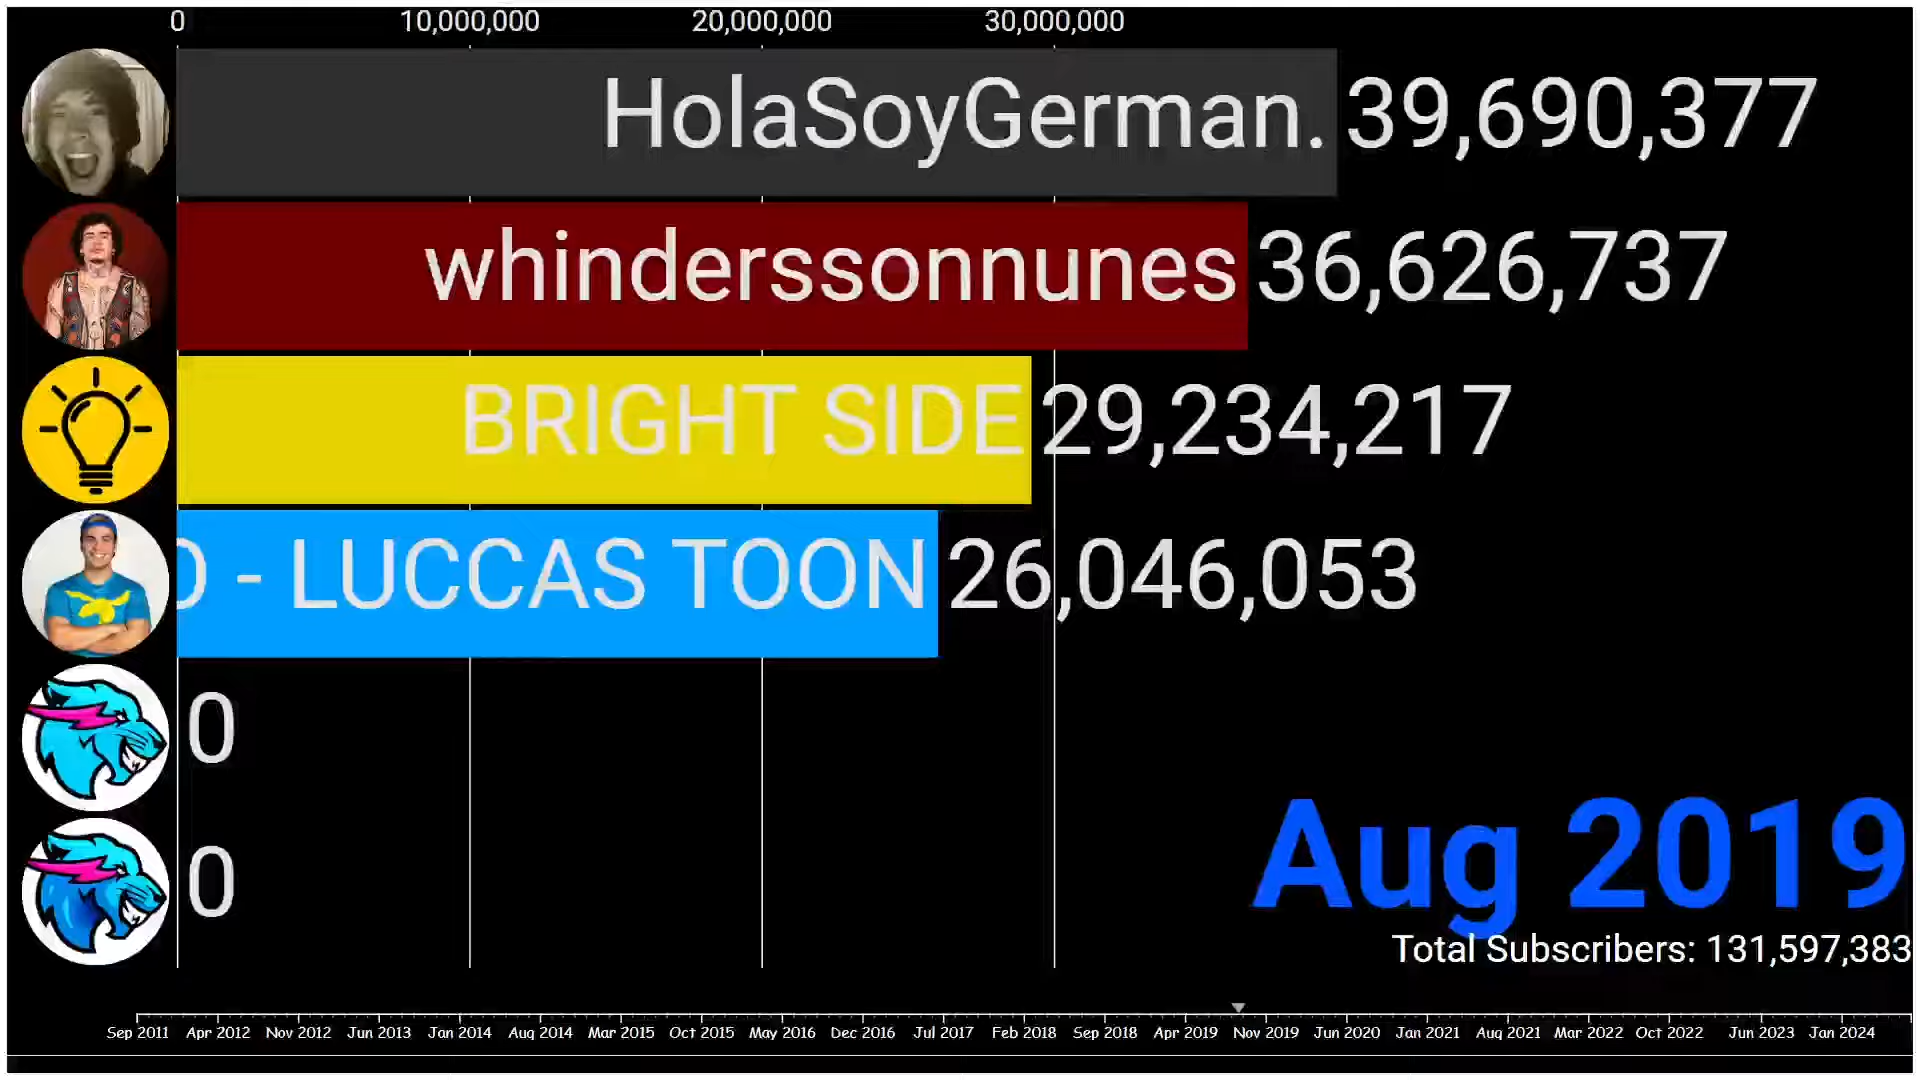 0 10,000,000 20,000,000 30,000,000
HolaSoyGerman. 39,690,377
whinderssonnunes 36,626,737
BRIGHT SIDE 29,234,217
O - LUCCAS TOON 26,046,053
0
0
Aug 2019
Total Subscribers: 131,597,383
Sep 2011 Apr 2012 Nov 2012 Jun 2013 Jan 2014 Aug 2014 Mar 2015 Oct 2015 May 2016 Dec 2016 Jul 2017 Feb 2018 Sep 2018 Apr 2019 Nov 2019 Jun 2020 Jan 2021 Aug 2021 Mar 2022 Oct 2022 Jun 2023 Jan 2024